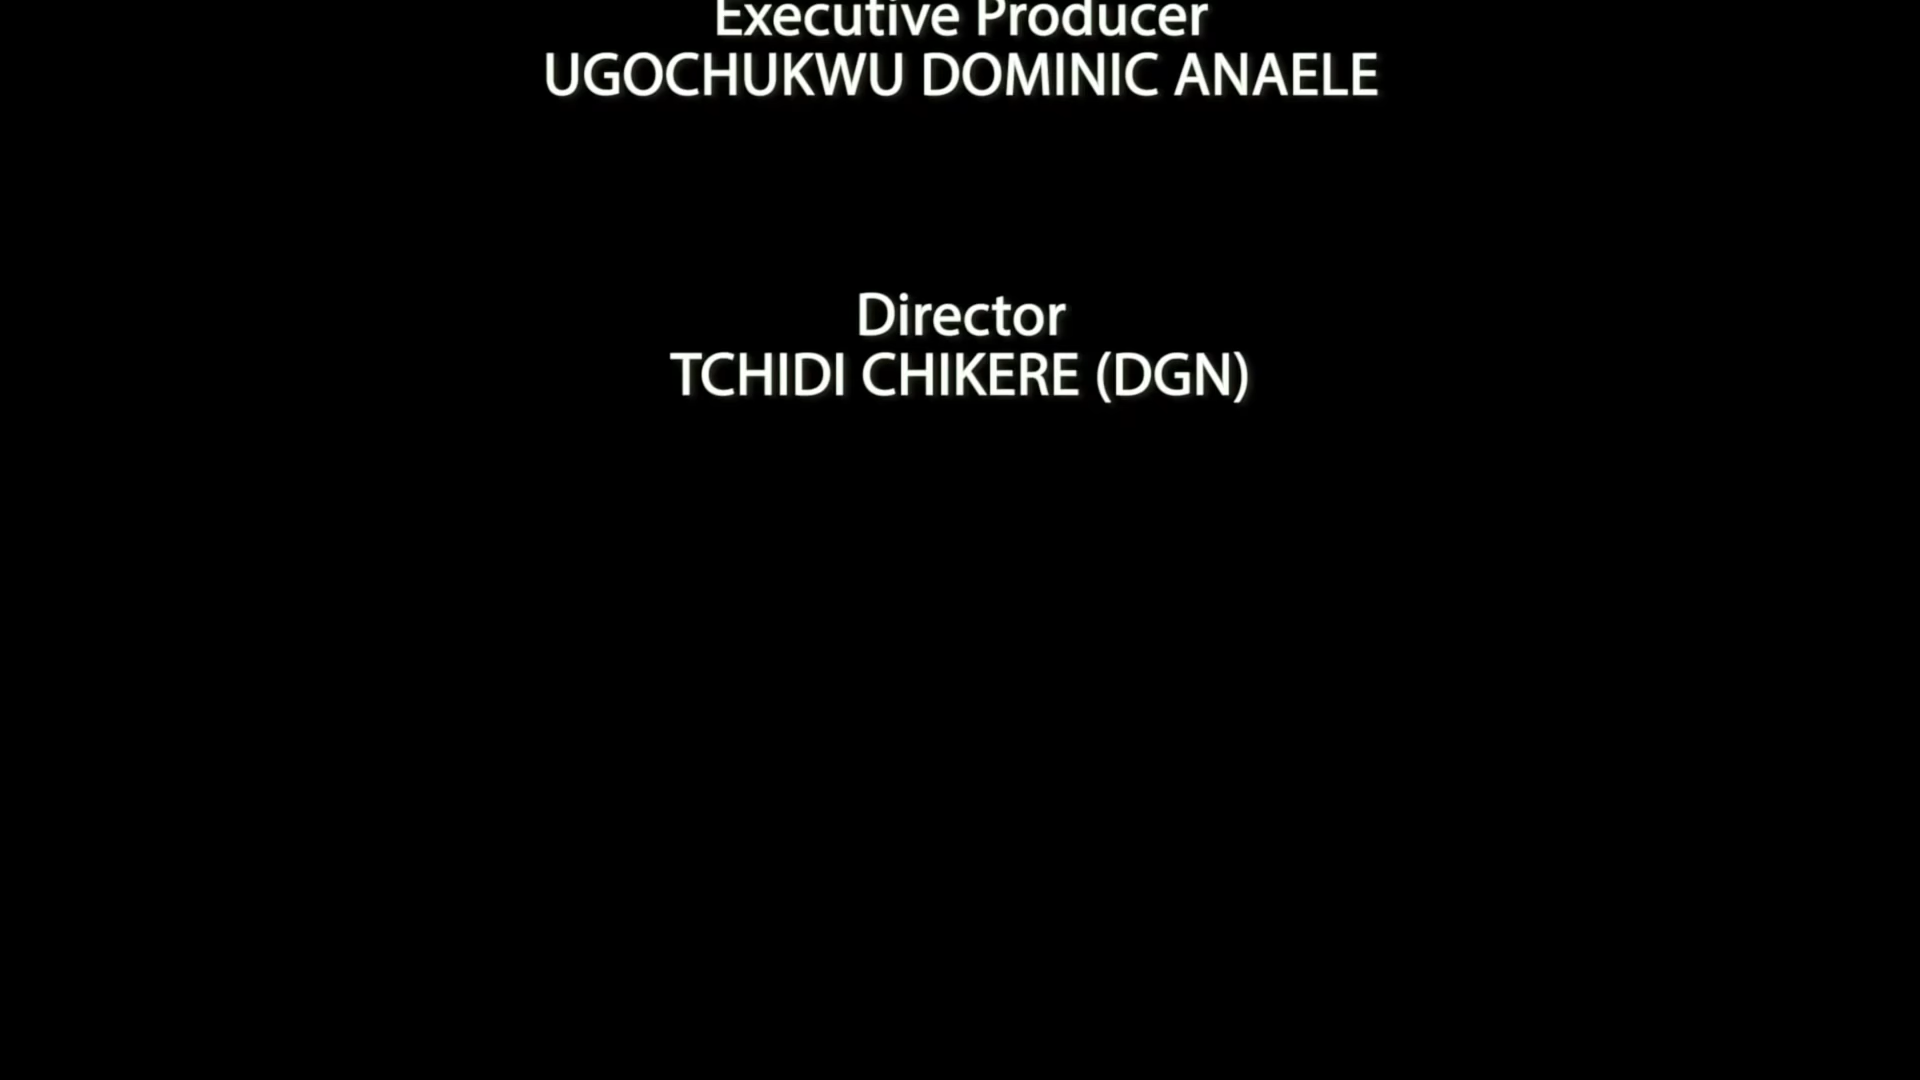 Executive Producer
UGOCHUKWU DOMINIC ANAELE
Director
TCHIDI CHIKERE (DGN)